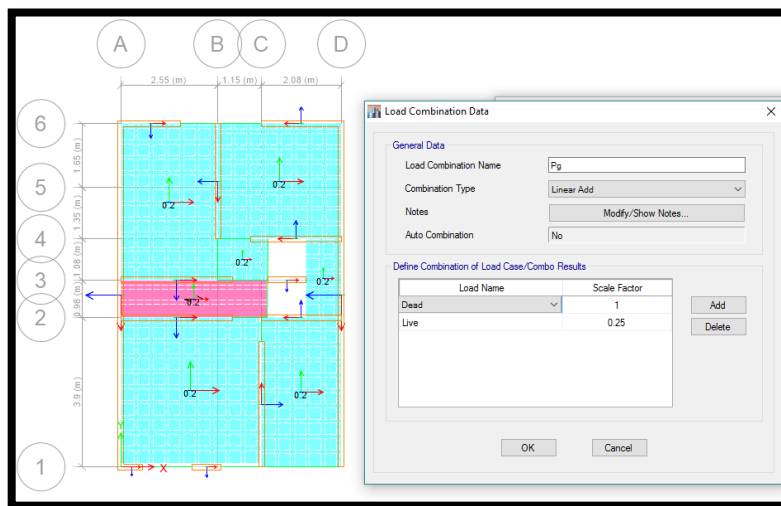 A B C D
2.55 (m) 1.15 (m) 2.08 (m)
6
1.65 (m)
5
0.2
0.2
1.35 (m)
4
0.2
1.08 (m)
0.2
3
0.2
0.98 (m)
2
0.2
0.2
3.9 (m)
Y
1
X
Load Combination Data
General Data
Load Combination Name Pg
Combination Type Linear Add
Notes Modify/Show Notes...
Auto Combination No
Define Combination of Load Case/Combo Results
Load Name Scale Factor
Dead 1 Add
Live 0.25 Delete
OK Cancel